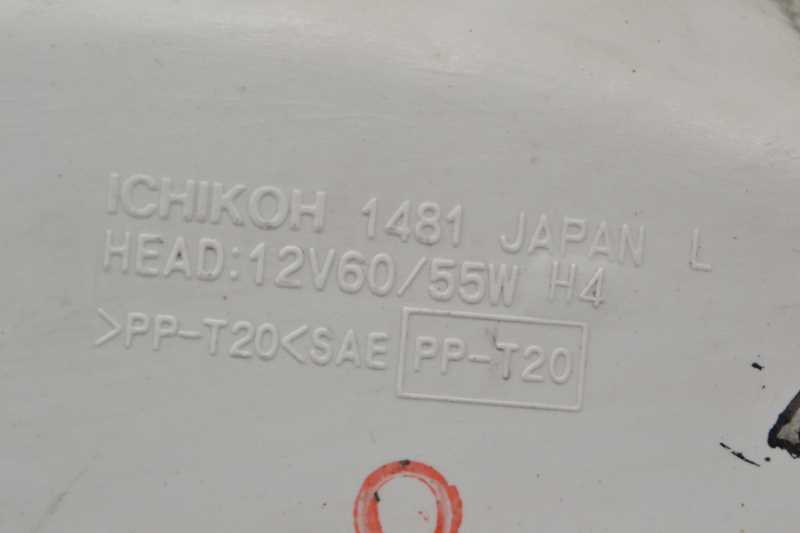 ICHIKOH 1481 JAPAN L
HEAD:12V60/55W H4
>PP-T20<SAE PP-T20